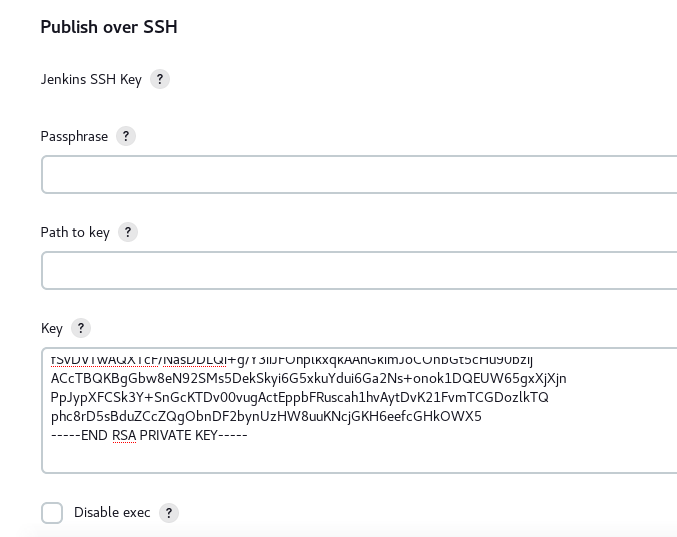 Publish over SSH
Jenkins SSH Key ?
Passphrase ?
Path to key ?
Key ?
ACcTBQKBgGbw8eN92SMs5DekSkyi6G5xkuYdui6Ga2Ns+onok1DQEUW65gxXjXjn
PpJypXFCSk3Y+SnGcKTDv00vugActEppbFRuscah1hvAytDvK21FvmTCGDozlkTQ
phc8rD5sBduZCcZQgObnDF2bynUzHW8uuKNcjGKH6eefcGHkOWX5
-----END RSA PRIVATE KEY-----
Disable exec ?